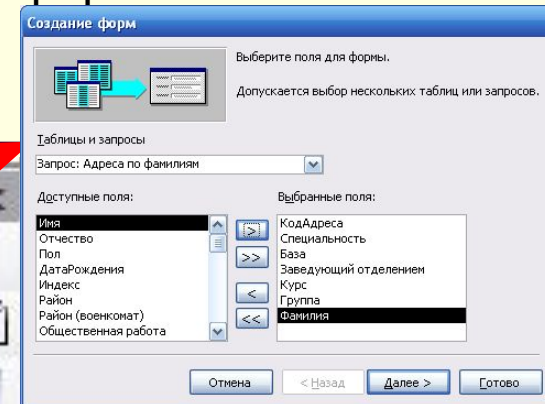 Создание форм
Выберите поля для формы.
Допускается выбор нескольких таблиц или запросов.
Таблицы и запросы
Запрос: Адреса по фамилиям
Доступные поля:
Выбранные поля:
Имя
Отчество
Пол
ДатаРождения
Индекс
Район
Район (военкомат)
Общественная работа
>
>>
<
<<
КодАдреса
Специальность
База
Заведующий отделением
Курс
Группа
Фамилия
Отмена
< Назад
Далее >
Готово